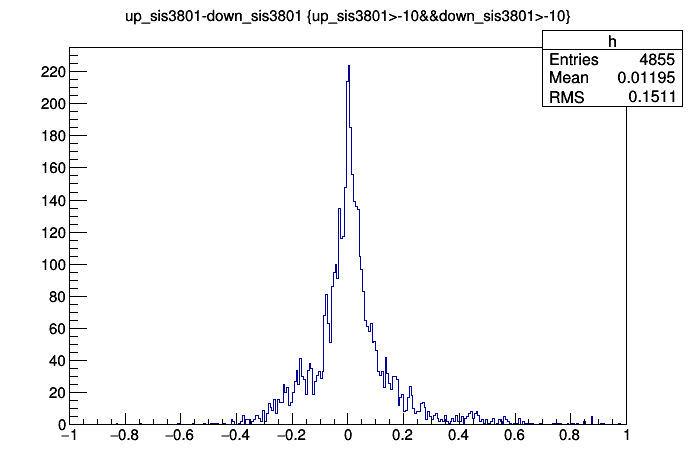 up_sis3801-down_sis3801 {up_sis3801>-10&&down_sis3801>-10}
h
Entries 4855
Mean 0.01195
RMS 0.1511
220
200
180
160
140
120
100
80
60
40
20
0
−1 −0.8 −0.6 −0.4 −0.2 0 0.2 0.4 0.6 0.8 1